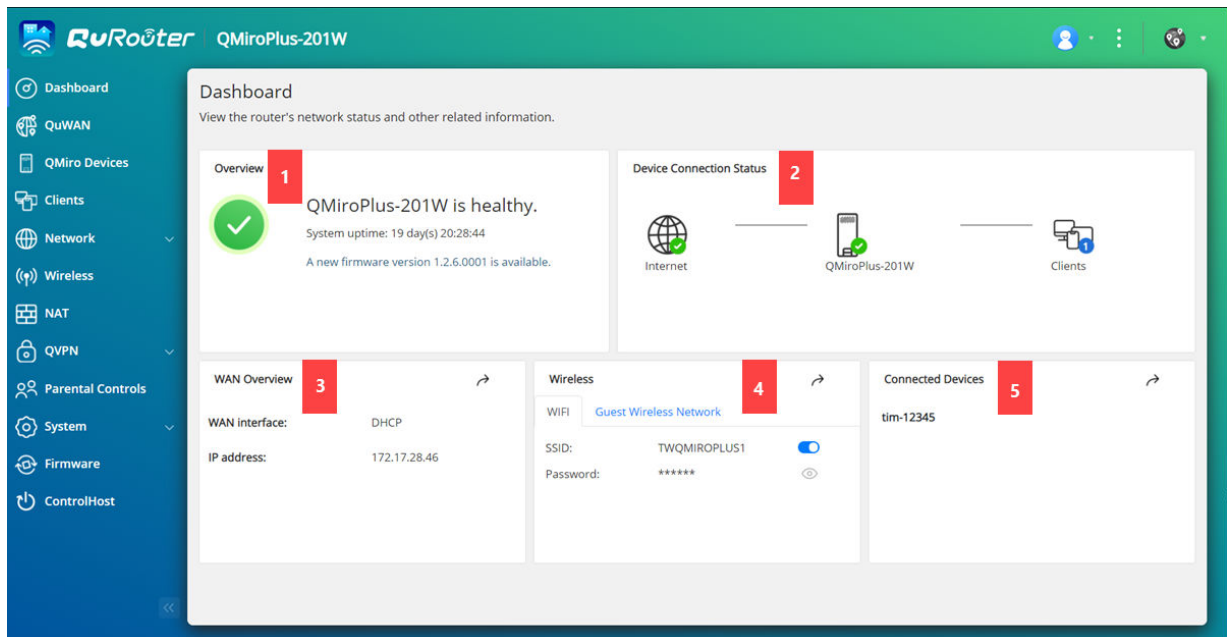 QuRoûter QMiroPlus-201W
Dashboard
QuWAN
QMiro Devices
Clients
Network
Wireless
NAT
QVPN
Parental Controls
System
Firmware
ControlHost
Dashboard
View the router's network status and other related information.
Overview 1
QMiroPlus-201W is healthy.
System uptime: 19 day(s) 20:28:44
A new firmware version 1.2.6.0001 is available.
Device Connection Status 2
Internet QMiroPlus-201W 1 Clients
WAN Overview 3
WAN interface: DHCP
IP address: 172.17.28.46
Wireless 4
WIFI Guest Wireless Network
SSID: TWQMIROPLUS1
Password: ******
Connected Devices 5
tim-12345